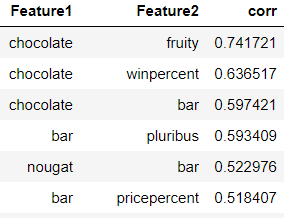 Feature1 Feature2 corr
chocolate fruity 0.741721
chocolate winpercent 0.636517
chocolate bar 0.597421
bar pluribus 0.593409
nougat bar 0.522976
bar pricepercent 0.518407